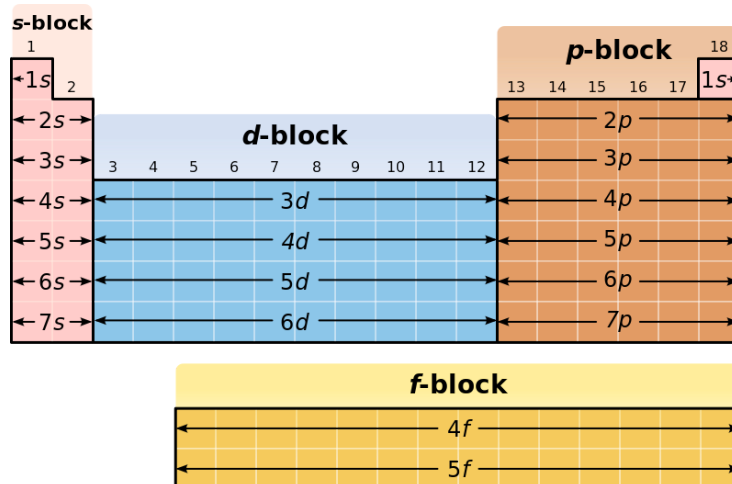 s-block
1
18
p-block
1s
2
13 14 15 16 17
1s
2s
2p
d-block
3s
3 4 5 6 7 8 9 10 11 12
3p
4s
3d
4p
5s
4d
5p
6s
5d
6p
7s
6d
7p
f-block
4f
5f